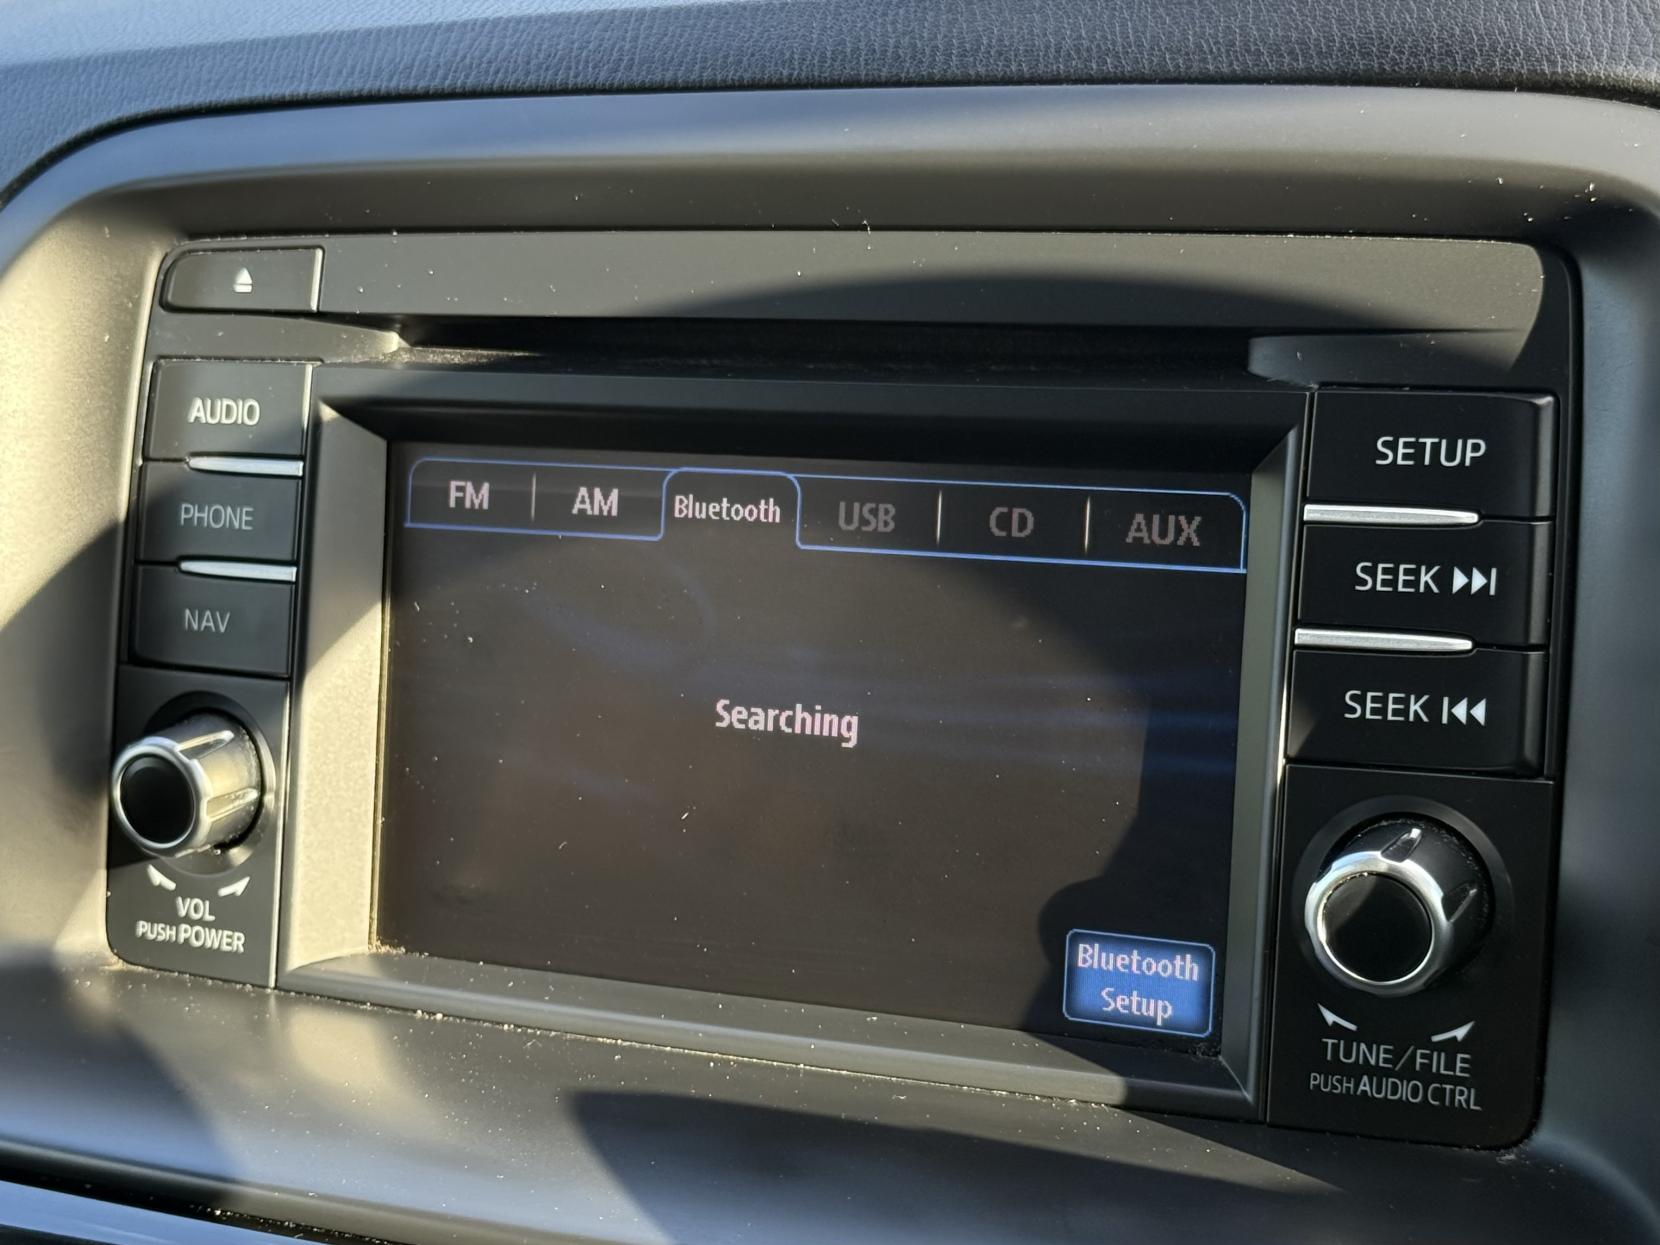 AUDIO
PHONE
NAV
VOL
PUSH POWER
FM AM Bluetooth USB CD AUX
Searching
Bluetooth
Setup
SETUP
SEEK
SEEK
TUNE/FILE
PUSH AUDIO CTRL